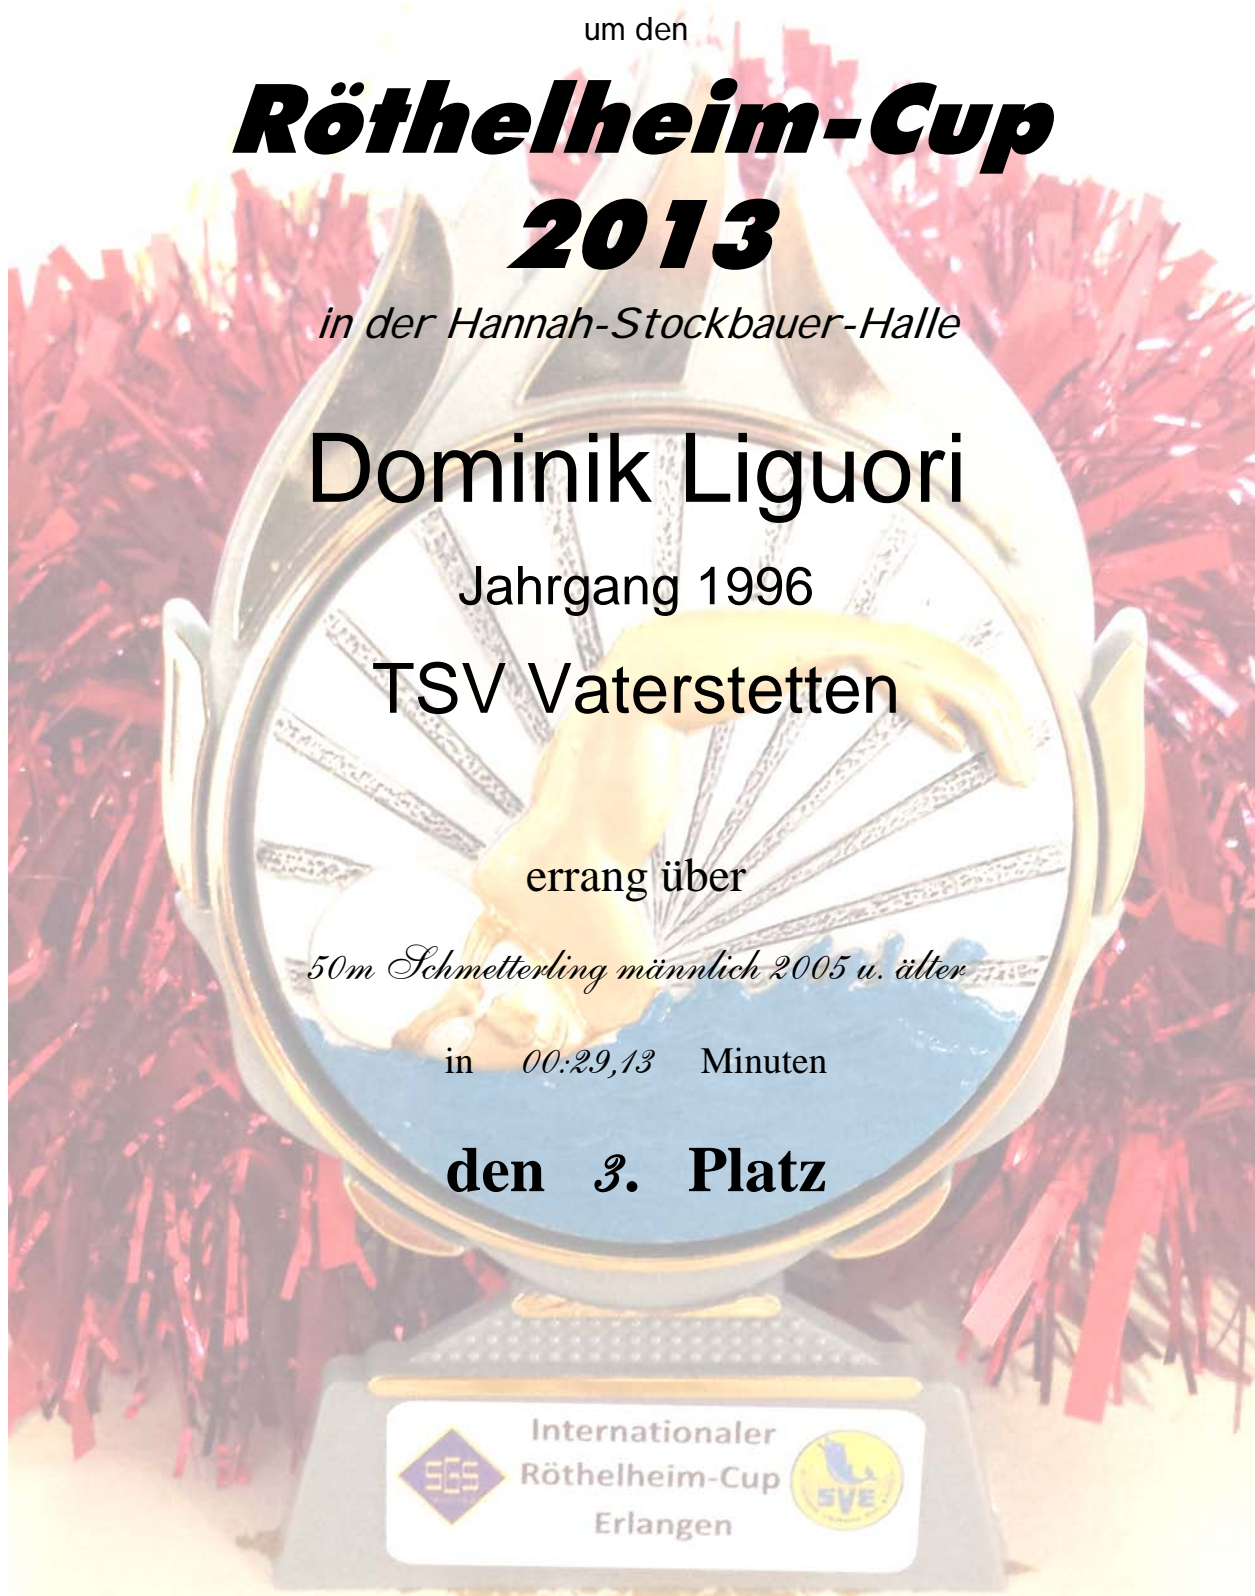 um den
Röthelheim-Cup
2013
in der Hannah-Stockbauer-Halle
Dominik Liguori
Jahrgang 1996
TSV Vaterstetten
errang über
50m Schmetterling männlich 2005 u. älter
in 00:29,13 Minuten
den 3. Platz
Internationaler
SGS Röthelheim-Cup SVE
Erlangen